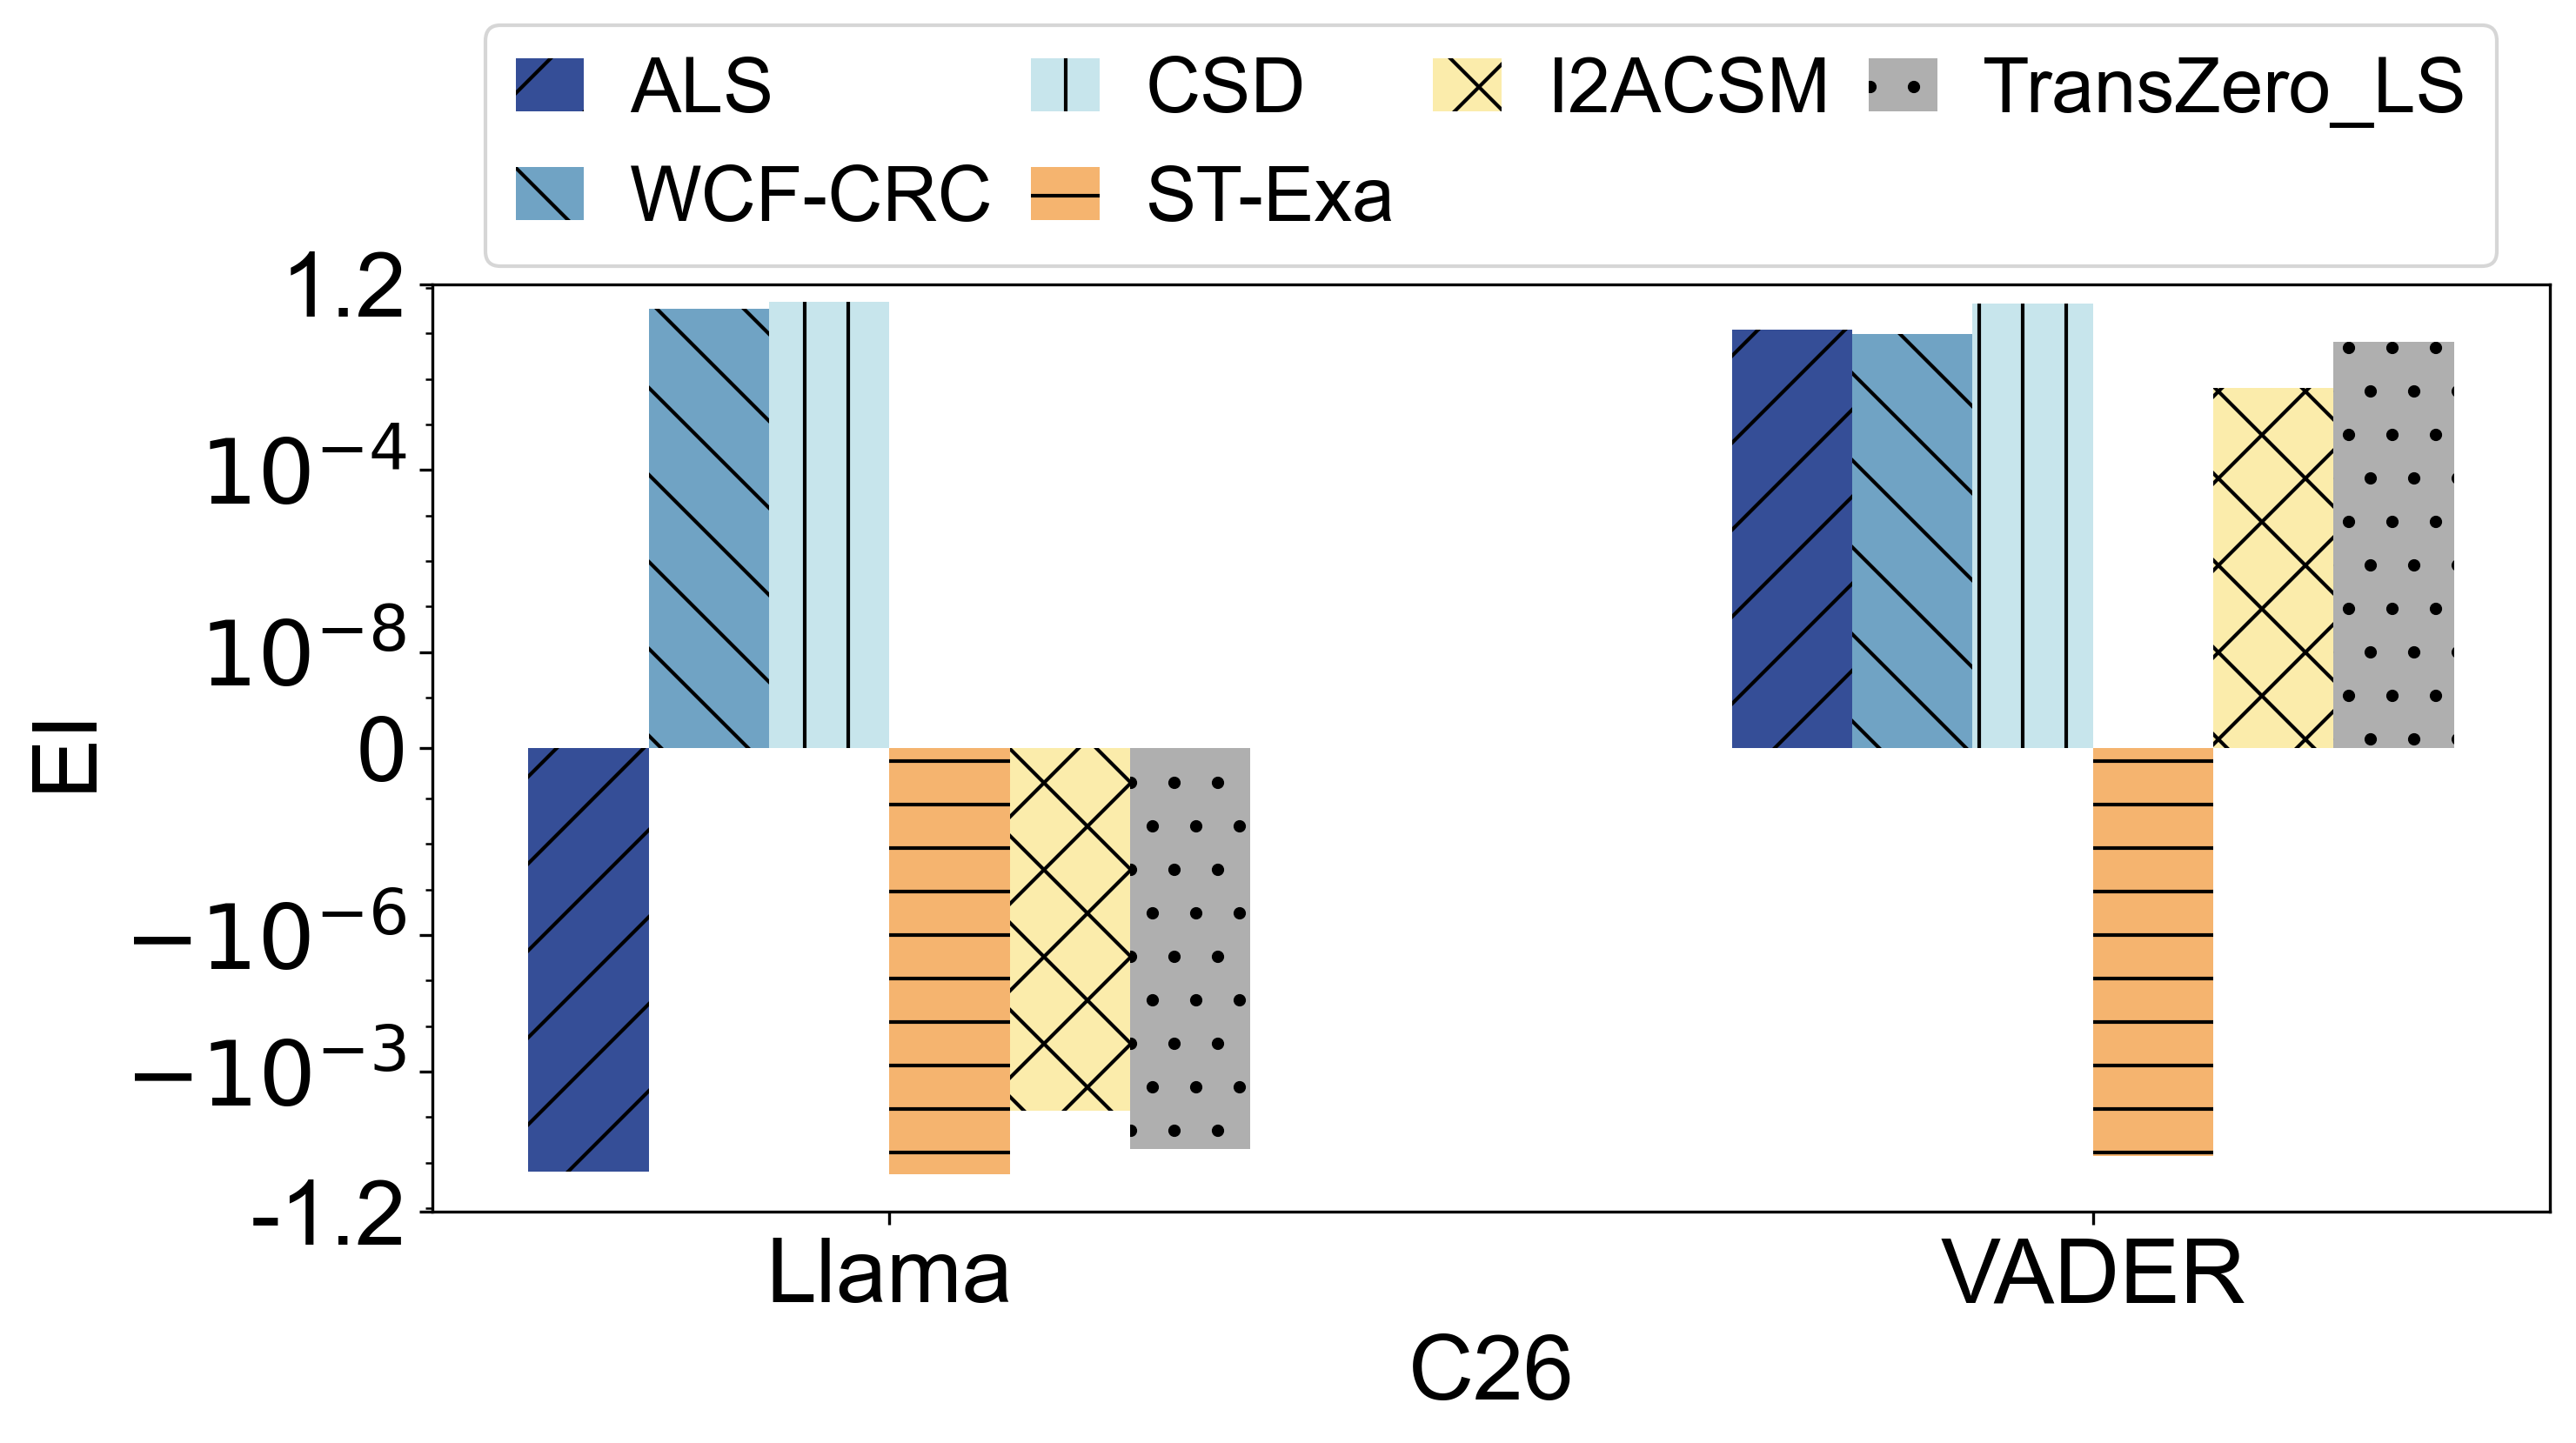 ALS CSD I2ACSM TransZero_LS
WCF-CRC ST-Exa
1.2
10⁻⁴
10⁻⁸
0
−10⁻⁶
−10⁻³
-1.2
EI
Llama VADER
C26